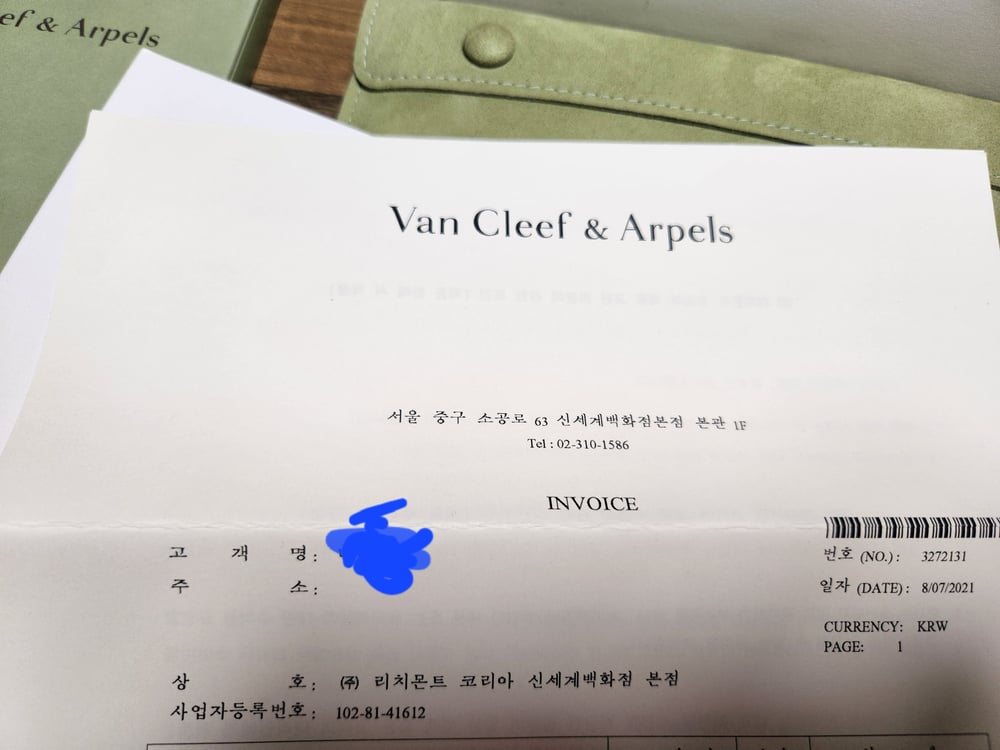 ef & Arpels
Van Cleef & Arpels
서울 중구 소공로 63 신세계백화점본점 본관 1F
Tel : 02-310-1586
INVOICE
고 객 명 :
번호 (NO.) : 3272131
주 소 :
일자 (DATE) : 8/07/2021
CURRENCY: KRW
PAGE: 1
상 호 : (주) 리치몬트 코리아 신세계백화점 본점
사업자등록번호 : 102-81-41612